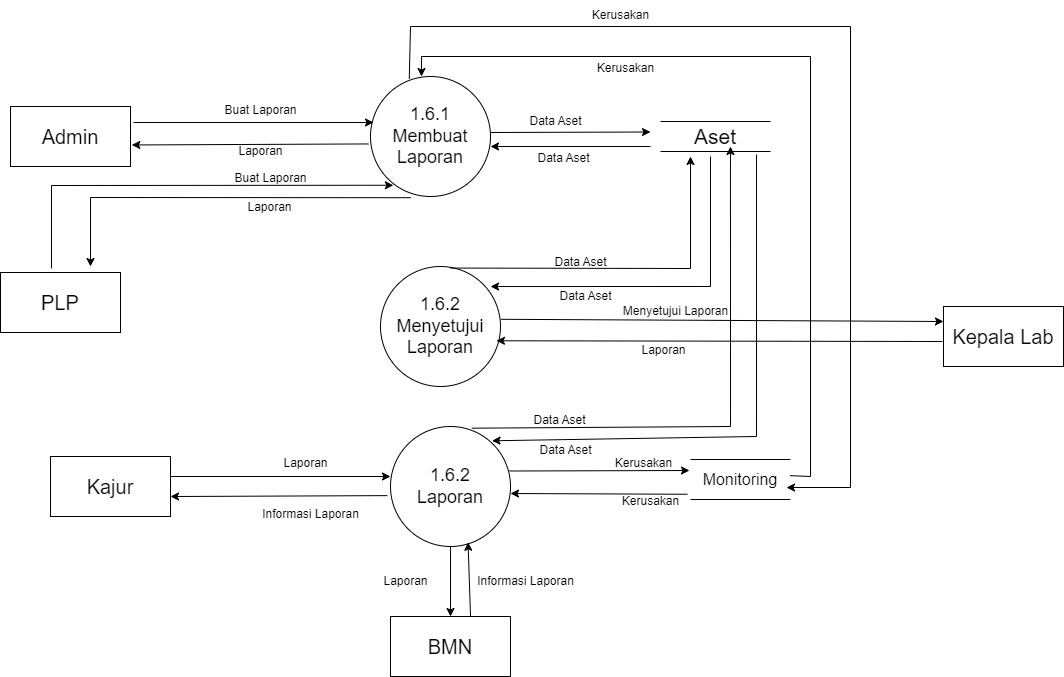 Kerusakan
Kerusakan
Admin
Buat Laporan
Laporan
1.6.1
Membuat
Laporan
Data Aset
Data Aset
Aset
Buat Laporan
Laporan
PLP
1.6.2
Menyetujui
Laporan
Data Aset
Data Aset
Menyetujui Laporan
Laporan
Kepala Lab
Data Aset
Data Aset
Kajur
Laporan
Informasi Laporan
1.6.2
Laporan
Kerusakan
Kerusakan
Monitoring
Laporan
Informasi Laporan
BMN